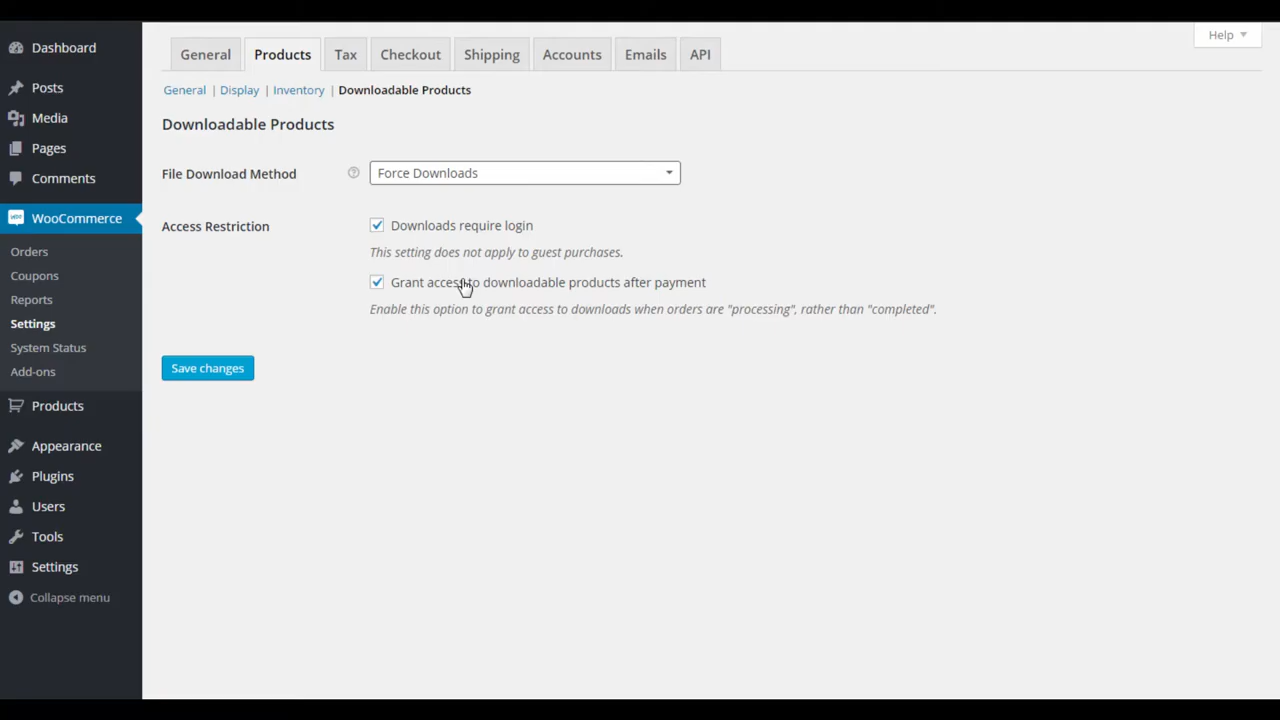 Dashboard
Posts
Media
Pages
Comments
WooCommerce
Orders
Coupons
Reports
Settings
System Status
Add-ons
Products
Appearance
Plugins
Users
Tools
Settings
Collapse menu
General Products Tax Checkout Shipping Accounts Emails API
Help
General | Display | Inventory | Downloadable Products
Downloadable Products
File Download Method ? Force Downloads
Access Restriction Downloads require login
This setting does not apply to guest purchases.
Grant access to downloadable products after payment
Enable this option to grant access to downloads when orders are "processing", rather than "completed".
Save changes